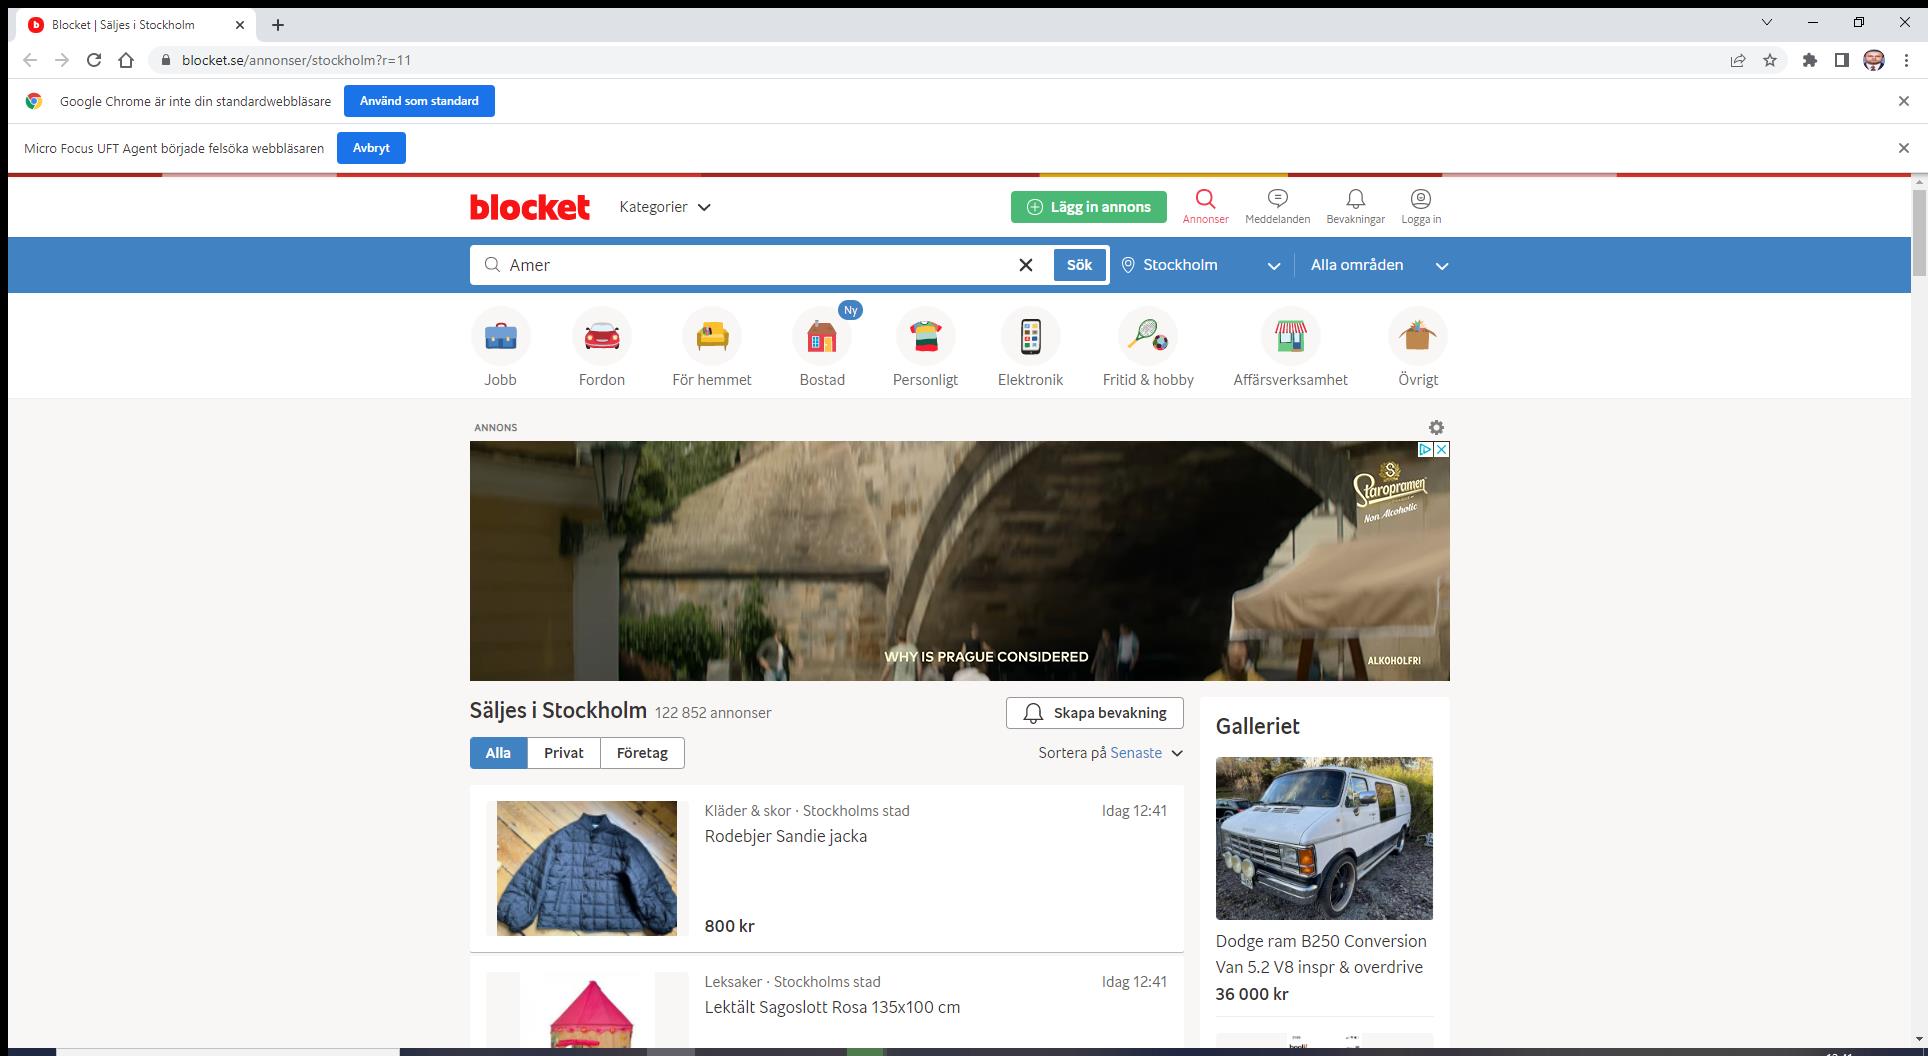 Blocket | Säljes i Stockholm
blocket.se/annonser/stockholm?r=11
Google Chrome är inte din standardwebbläsare
Använd som standard
Micro Focus UFT Agent började felsöka webbläsaren
Avbryt
blocket
Kategorier
Lägg in annons
Annonser
Meddelanden
Bevakningar
Logga in
Amer
Sök
Stockholm
Alla områden
Ny
Jobb
Fordon
För hemmet
Bostad
Personligt
Elektronik
Fritid & hobby
Affärsverksamhet
Övrigt
ANNONS
Staropramen
Non Alcoholic
WHY IS PRAGUE CONSIDERED
ALKOHOLFRI
Säljes i Stockholm 122 852 annonser
Skapa bevakning
Alla
Privat
Företag
Sortera på Senaste
Kläder & skor · Stockholms stad
Idag 12:41
Rodebjer Sandie jacka
800 kr
Leksaker · Stockholms stad
Idag 12:41
Lektält Sagoslott Rosa 135x100 cm
Galleriet
Dodge ram B250 Conversion
Van 5.2 V8 inspr & overdrive
36 000 kr